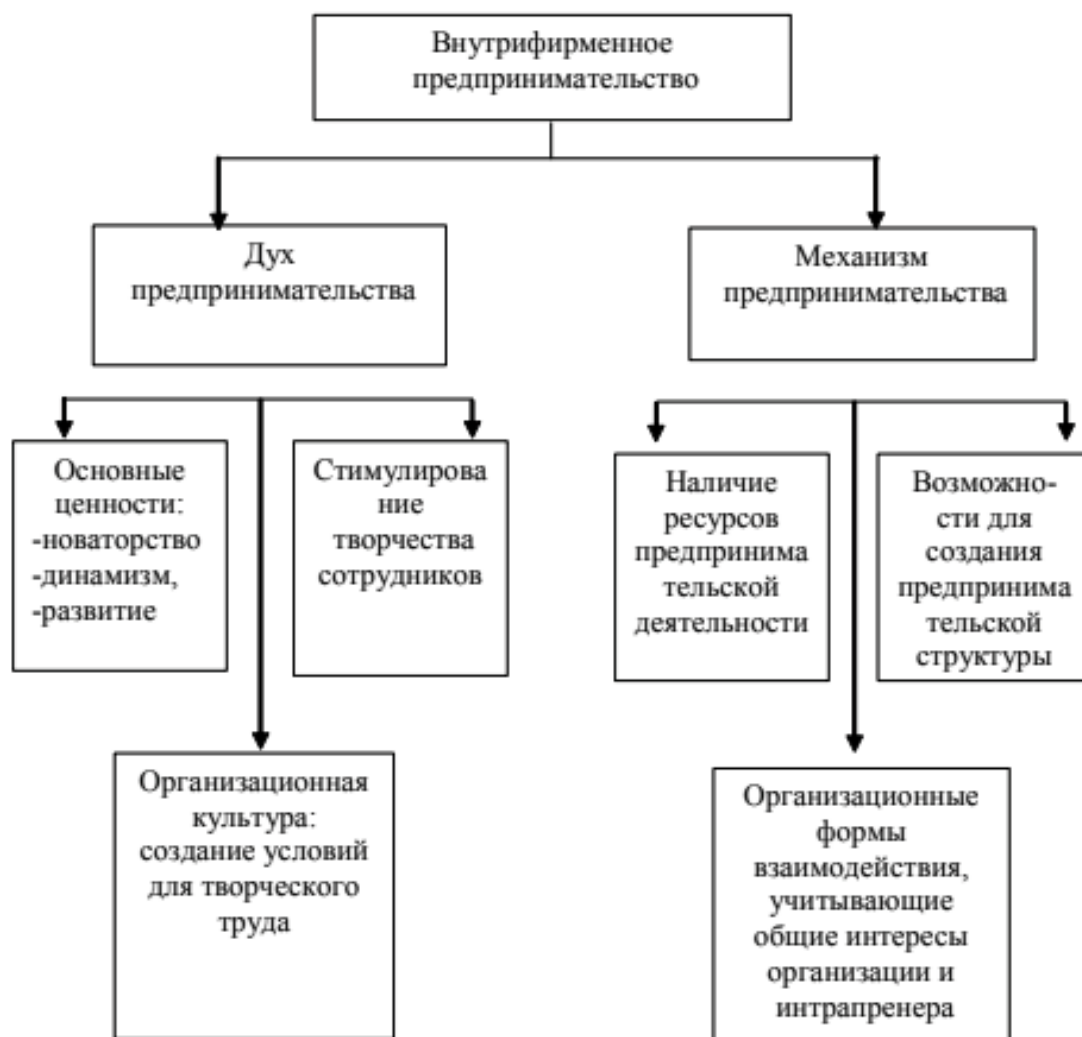 Внутрифирменное
предпринимательство
Дух
предпринимательства
Механизм
предпринимательства
Основные
ценности:
-новаторство
-динамизм,
-развитие
Стимулирова
ние
творчества
сотрудников
Наличие
ресурсов
предпринима
тельской
деятельности
Возможно-
сти для
создания
предпринима
тельской
структуры
Организационная
культура:
создание условий
для творческого
труда
Организационные
формы
взаимодействия,
учитывающие
общие интересы
организации и
интрапренера